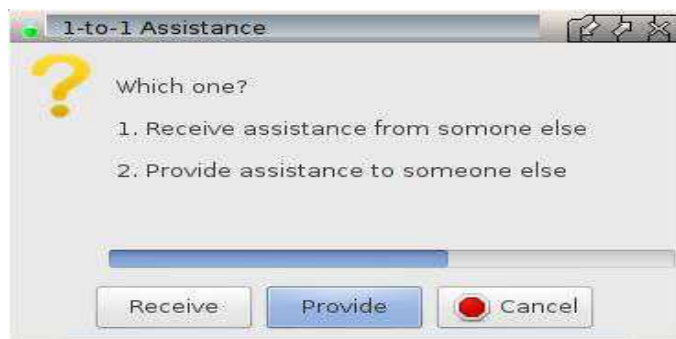 1-to-1 Assistance
Which one?
1. Receive assistance from somone else
2. Provide assistance to someone else
Receive Provide Cancel